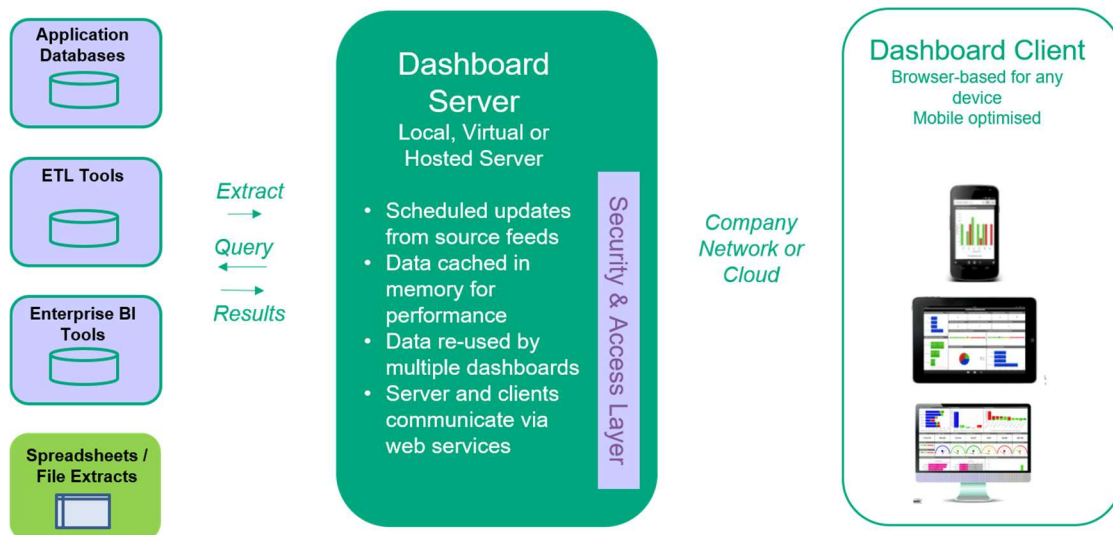 Application
Databases
ETL Tools
Enterprise BI
Tools
Spreadsheets /
File Extracts
Extract
Query
Results
Dashboard
Server
Local, Virtual or
Hosted Server
• Scheduled updates
from source feeds
• Data cached in
memory for
performance
• Data re-used by
multiple dashboards
• Server and clients
communicate via
web services
Security & Access Layer
Company
Network or
Cloud
Dashboard Client
Browser-based for any
device
Mobile optimised